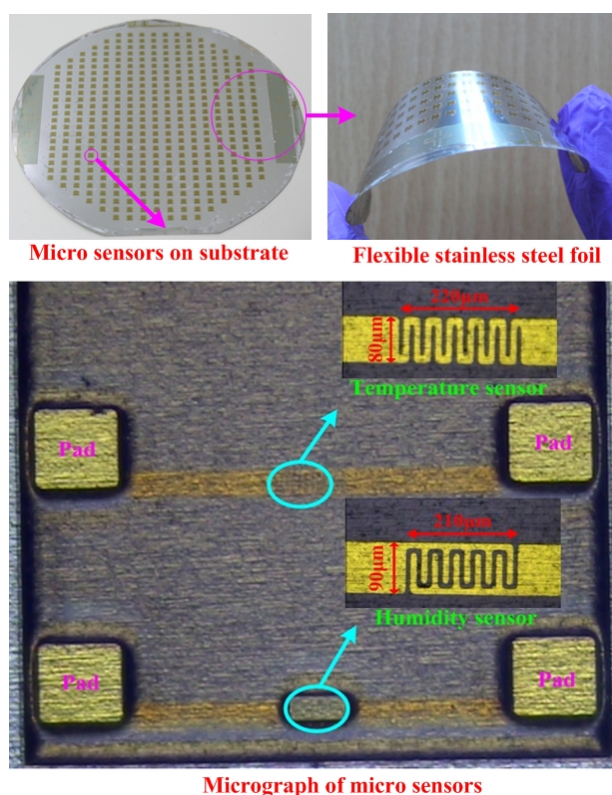 Micro sensors on substrate
Flexible stainless steel foil
220μm
80μm
Temperature sensor
Pad
Pad
210μm
90μm
Humidity sensor
Pad
Pad
Micrograph of micro sensors